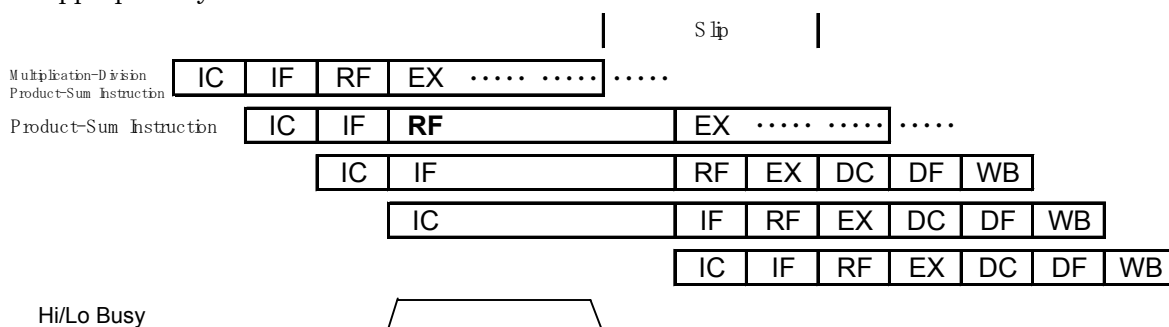 Slip
Multiplication-Division
Product-Sum Instruction
IC IF RF EX ····· ····· ·····
Product-Sum Instruction IC IF RF EX ····· ····· ·····
IC IF RF EX DC DF WB
IC IF RF EX DC DF WB
IC IF RF EX DC DF WB
Hi/Lo Busy